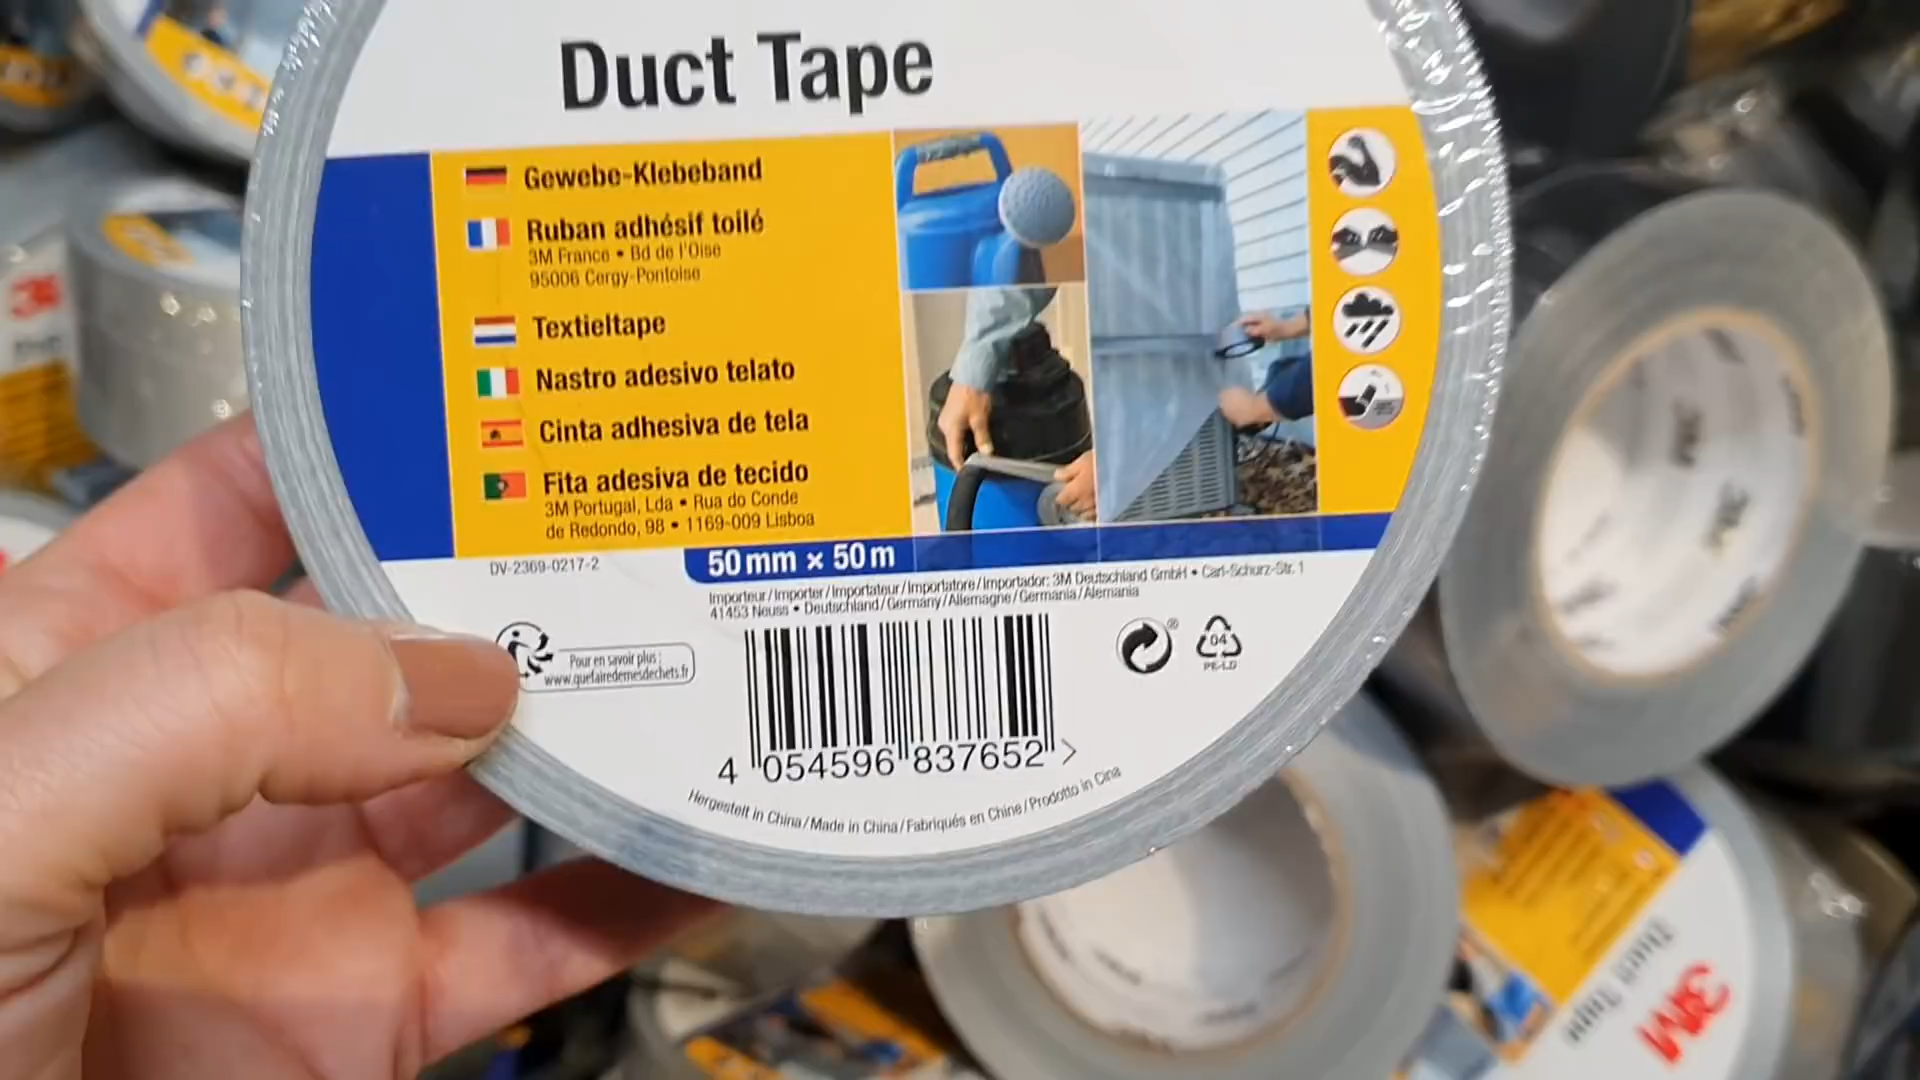 Duct Tape
Gewebe-Klebeband
Ruban adhésif toilé
3M France • Bd de l'Oise
95006 Cergy-Pontoise
Textieltape
Nastro adesivo telato
Cinta adhesiva de tela
Fita adesiva de tecido
3M Portugal, Lda • Rua do Conde
de Redondo, 98 • 1169-009 Lisboa
DV-2369-0217-2
50 mm × 50 m
Importeur/Importer/Importateur/Importatore/Importador: 3M Deutschland GmbH • Carl-Schurz-Str. 1
41453 Neuss • Deutschland/Germany/Allemagne/Germania/Alemania
Pour en savoir plus :
www.quefairedemesdechets.fr
04
PE-LD
4 054596 837652 >
Hergestellt in China/Made in China/Fabriqués en Chine/Prodotto in Cina
3M
3M
3M
Duct Tape
3M